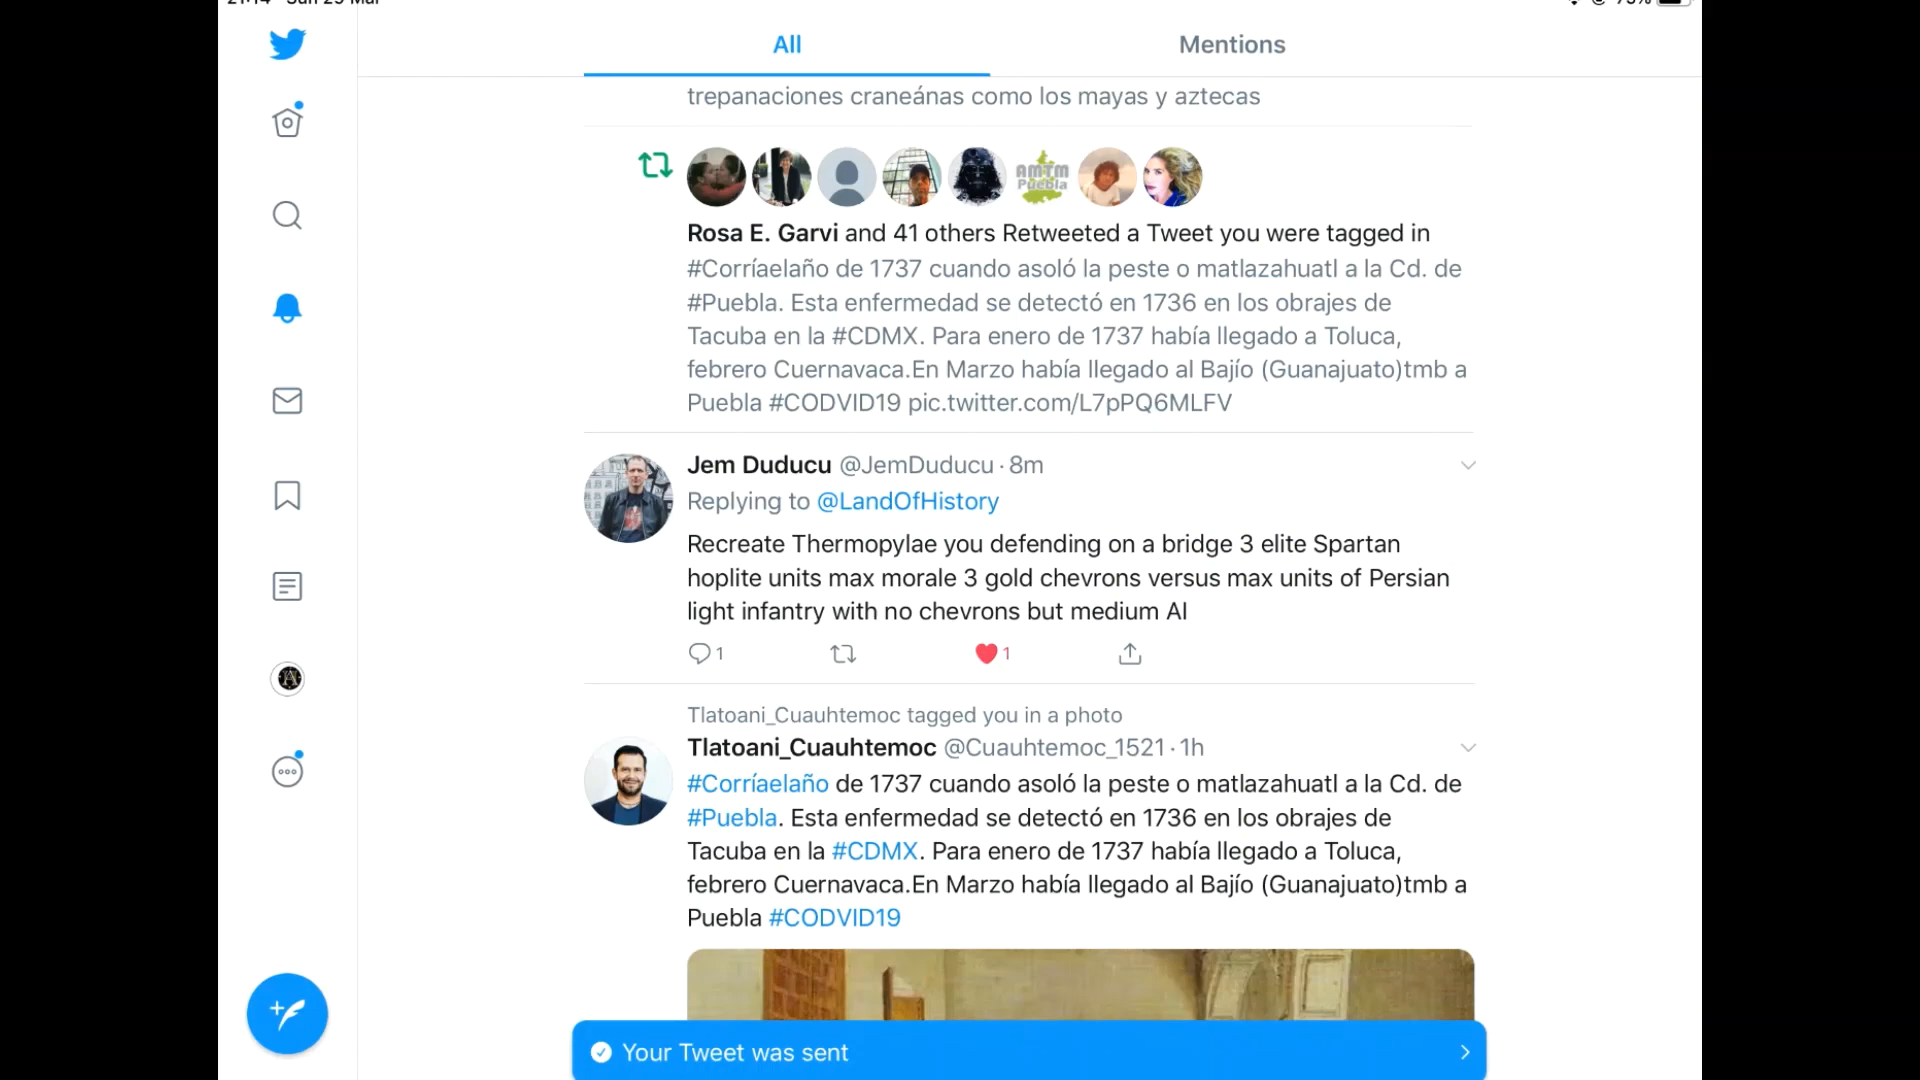 All
Mentions
trepanaciones craneánas como los mayas y aztecas
AMTM
Puebla
Rosa E. Garvi and 41 others Retweeted a Tweet you were tagged in
#Corríaelaño de 1737 cuando asoló la peste o matlazahuatl a la Cd. de
#Puebla. Esta enfermedad se detectó en 1736 en los obrajes de
Tacuba en la #CDMX. Para enero de 1737 había llegado a Toluca,
febrero Cuernavaca.En Marzo había llegado al Bajío (Guanajuato)tmb a
Puebla #CODVID19 pic.twitter.com/L7pPQ6MLFV
Jem Duducu @JemDuducu · 8m
Replying to @LandOfHistory
Recreate Thermopylae you defending on a bridge 3 elite Spartan
hoplite units max morale 3 gold chevrons versus max units of Persian
light infantry with no chevrons but medium AI
1 1
Tlatoani_Cuauhtemoc tagged you in a photo
Tlatoani_Cuauhtemoc @Cuauhtemoc_1521 · 1h
#Corríaelaño de 1737 cuando asoló la peste o matlazahuatl a la Cd. de
#Puebla. Esta enfermedad se detectó en 1736 en los obrajes de
Tacuba en la #CDMX. Para enero de 1737 había llegado a Toluca,
febrero Cuernavaca.En Marzo había llegado al Bajío (Guanajuato)tmb a
Puebla #CODVID19
Your Tweet was sent